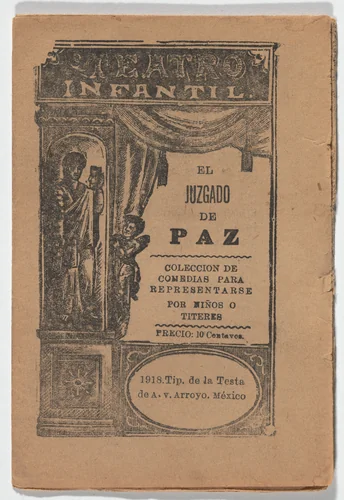 TEATRO
INFANTIL.
EL
JUZGADO
DE
PAZ
COLECCION DE
COMEDIAS PARA
REPRESENTARSE
POR NIÑOS O
TITERES
PRECIO: 10 Centavos.
1918. Tip. de la Testa
de A. v. Arroyo. México